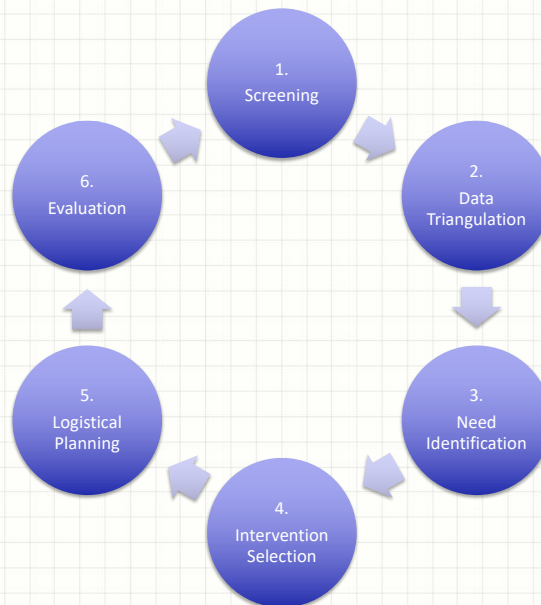 1.
Screening
2.
Data
Triangulation
3.
Need
Identification
4.
Intervention
Selection
5.
Logistical
Planning
6.
Evaluation